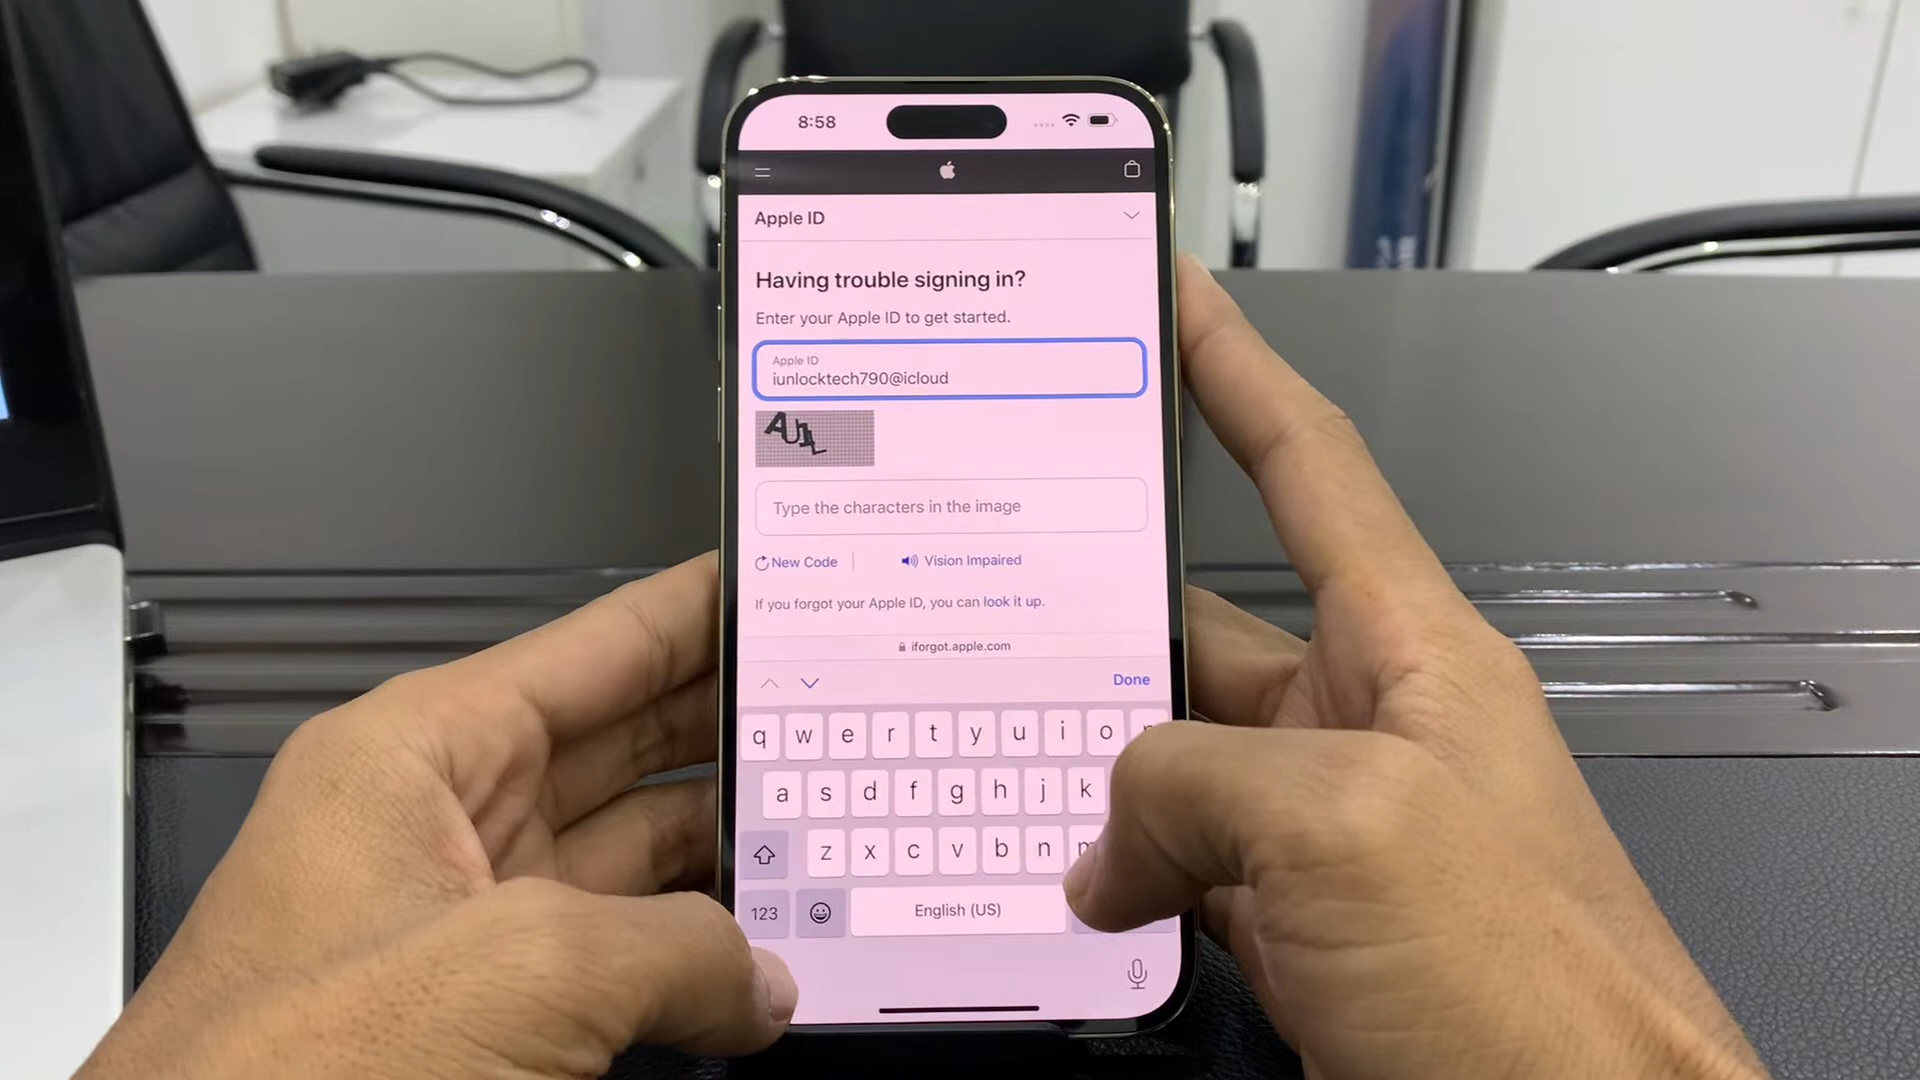 8:58
Apple ID
Having trouble signing in?
Enter your Apple ID to get started.
Apple ID
iunlocktech790@icloud
Type the characters in the image
New Code
Vision Impaired
If you forgot your Apple ID, you can look it up.
iforgot.apple.com
Done
q w e r t y u i o
a s d f g h j k
z x c v b n m
123
English (US)